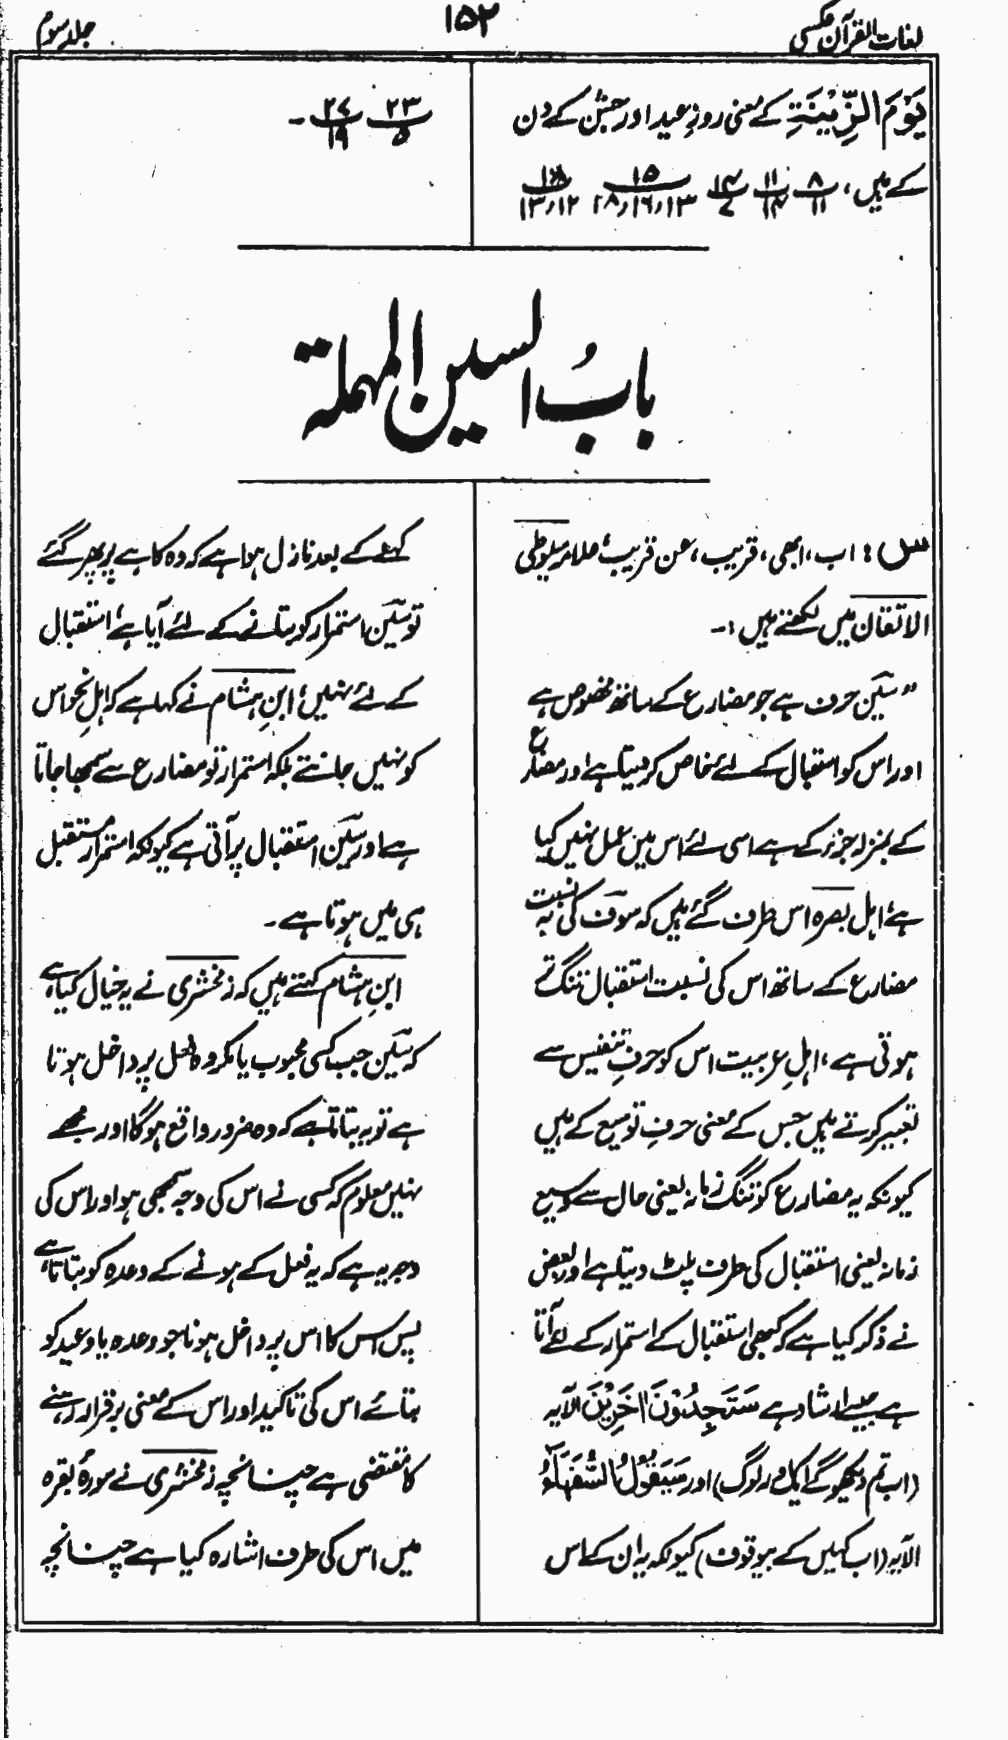 لغات القرآن عکسی
۱۵۲
جلد سوم
يَوْمَ الزِّيْنَةِ کے معنی روزِ عید اور جشن کے دن
کے ہیں،
۲۳/۵ ۲۷/۱۹ ۔
بابُ السین المہملۃ
س : اب، ابھی، قریب، عن قریب، علامہ سیوطی
الاتقان میں لکھتے ہیں :۔
”سین حرف ہے جو مضارع کے ساتھ مخصوص ہے
اور اس کو استقبال کے لئے خاص کر دیتا ہے اور مضارع
کے بمنزلہ جزئر کے ہے اسی لئے اس میں عمل نہیں کیا
ہے، اہل بصرہ اس طرف گئے ہیں کہ سوف کی نسبت بہ
مضارع کے ساتھ اس کی نسبت استقبال تنگ تے
ہوتی ہے، اہلِ عربیت اس کو حرفِ تنفیس سے
تعبیر کرتے ہیں جس کے معنی حرفِ توسیع کے ہیں
کیونکہ یہ مضارع کو تنگ زمانہ یعنی حال سے وسیع
زمانہ یعنی استقبال کی طرف پلٹ دیتا ہے اور بعض
نے ذکر کیا ہے کہ کبھی استقبال کے استمرار کے لئے آتا
ہے جیسے ارشاد ہے سَتَجِدُوْنَ اٰخَرِيْنَ الآیہ
(اب تم دیکھو گے ایک اور لوگ) اور سَيَقُوْلُ السُّفَهَآءُ
الآیہ (اب کہیں گے بیوقوف) کیونکہ یہ ان کے اس
کہنے کے بعد نازل ہوا ہے کہ وہ کاہے پر پھر گئے
تو سین استمرار کو بتانے کے لئے آیا ہے، استقبال
کے لئے نہیں، ابنِ ہشام نے کہا ہے کہ اہلِ نحو اس
کو نہیں جانتے بلکہ استمرار تو مضارع سے سمجھا جاتا
ہے اور سین استقبال پر آتی ہے کیونکہ استمرار مستقبل
ہی میں ہوتا ہے۔
ابنِ ہشام کہتے ہیں کہ زمخشری نے یہ خیال کیا ہے
کہ سین جب کسی محبوب یا مکروہ فعل پر داخل ہوتا
ہے تو یہ بتاتا ہے کہ وہ ضرور واقع ہوگا اور مجھے
نہیں معلوم کہ کسی نے اس کی وجہ سمجھی ہو اور اس کی
وجہ یہ ہے کہ یہ فعل کے ہونے کے وعدہ کو بتاتا ہے،
پس س کا اس پر داخل ہونا جو وعدہ یا وعید کو
بتائے اس کی تاکید اور اس کے معنی برقرار رہنے
کا مقتضی ہے چنانچہ زمخشری نے سورۂ بقرہ
میں اس کی طرف اشارہ کیا ہے چنانچہ